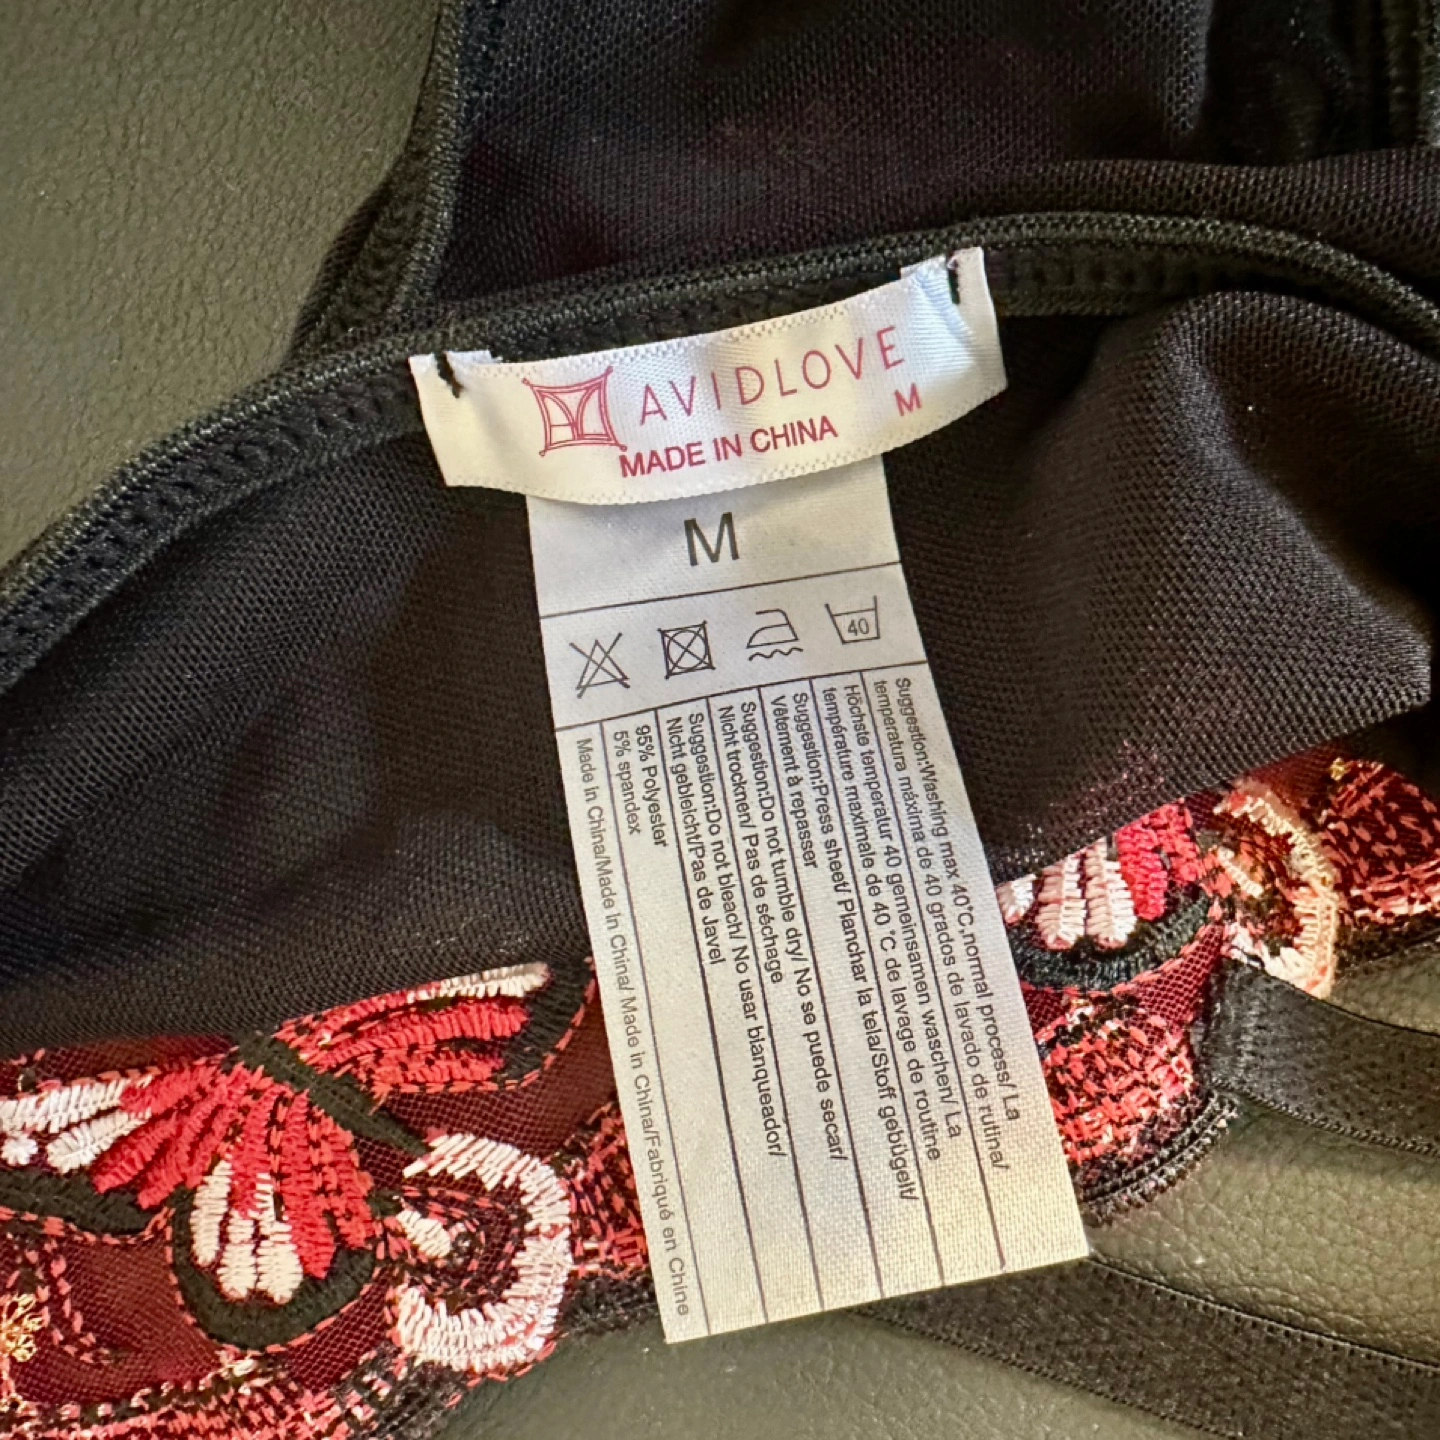 AVIDLOVE
MADE IN CHINA M
M
40
Suggestion:Washing max 40°C,normal process/ La
temperatura máxima de 40 grados de lavado de rutina/
Höchste temperatur 40 gemeinsamen waschen/ La
température maximale de 40 °C de lavage de routine
Suggestion:Press sheet/ Planchar la tela/Stoff gebügelt/
Vêtement à repasser
Suggestion:Do not tumble dry/ No se puede secar/
Nicht trocknen/ Pas de séchage
Suggestion:Do not bleach/ No usar blanqueador/
Nicht gebleicht/Pas de Javel
95% Polyester
5% spandex
Made in China/Made in China/ Made in China/Fabriqué en Chine